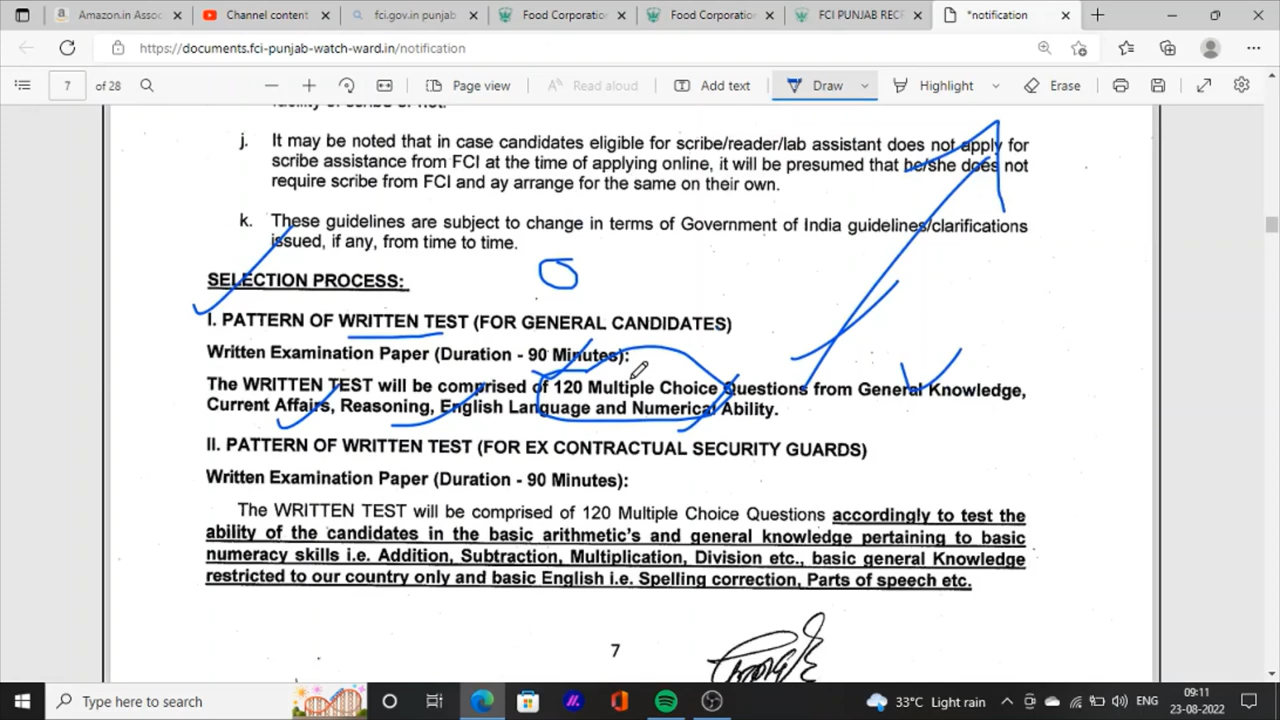 Amazon.in Assoc
Channel content
fci.gov.in punjab
Food Corporation
Food Corporation
FCI PUNJAB RECR
*notification
https://documents.fci-punjab-watch-ward.in/notification
7 of 28
Page view
Read aloud
Add text
Draw
Highlight
Erase
j. It may be noted that in case candidates eligible for scribe/reader/lab assistant does not apply for
scribe assistance from FCI at the time of applying online, it will be presumed that he/she does not
require scribe from FCI and ay arrange for the same on their own.
k. These guidelines are subject to change in terms of Government of India guidelines/clarifications
issued, if any, from time to time.
SELECTION PROCESS:
I. PATTERN OF WRITTEN TEST (FOR GENERAL CANDIDATES)
Written Examination Paper (Duration - 90 Minutes):
The WRITTEN TEST will be comprised of 120 Multiple Choice Questions from General Knowledge,
Current Affairs, Reasoning, English Language and Numerical Ability.
II. PATTERN OF WRITTEN TEST (FOR EX CONTRACTUAL SECURITY GUARDS)
Written Examination Paper (Duration - 90 Minutes):
The WRITTEN TEST will be comprised of 120 Multiple Choice Questions accordingly to test the
ability of the candidates in the basic arithmetic's and general knowledge pertaining to basic
numeracy skills i.e. Addition, Subtraction, Multiplication, Division etc., basic general Knowledge
restricted to our country only and basic English i.e. Spelling correction, Parts of speech etc.
7
Type here to search
33°C Light rain
ENG
09:11
23-08-2022